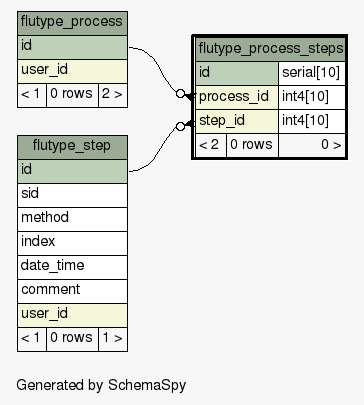 flutype_process
id
user_id
< 1 0 rows 2 >
flutype_process_steps
id serial[10]
process_id int4[10]
step_id int4[10]
< 2 0 rows 0 >
flutype_step
id
sid
method
index
date_time
comment
user_id
< 1 0 rows 1 >
Generated by SchemaSpy